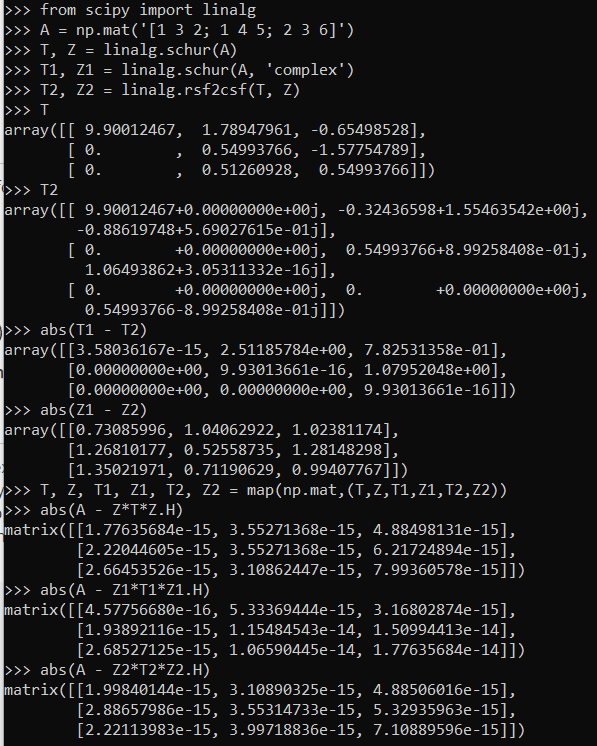 >>> from scipy import linalg
>>> A = np.mat('[1 3 2; 1 4 5; 2 3 6]')
>>> T, Z = linalg.schur(A)
>>> T1, Z1 = linalg.schur(A, 'complex')
>>> T2, Z2 = linalg.rsf2csf(T, Z)
>>> T
array([[ 9.90012467,  1.78947961, -0.65498528],
       [ 0.        ,  0.54993766, -1.57754789],
       [ 0.        ,  0.51260928,  0.54993766]])
>>> T2
array([[ 9.90012467+0.00000000e+00j, -0.32436598+1.55463542e+00j,
        -0.88619748+5.69027615e-01j],
       [ 0.        +0.00000000e+00j,  0.54993766+8.99258408e-01j,
         1.06493862+3.05311332e-16j],
       [ 0.        +0.00000000e+00j,  0.        +0.00000000e+00j,
         0.54993766-8.99258408e-01j]])
>>> abs(T1 - T2)
array([[3.58036167e-15, 2.51185784e+00, 7.82531358e-01],
       [0.00000000e+00, 9.93013661e-16, 1.07952048e+00],
       [0.00000000e+00, 0.00000000e+00, 9.93013661e-16]])
>>> abs(Z1 - Z2)
array([[0.73085996, 1.04062922, 1.02381174],
       [1.26810177, 0.52558735, 1.28148298],
       [1.35021971, 0.71190629, 0.99407767]])
>>> T, Z, T1, Z1, T2, Z2 = map(np.mat,(T,Z,T1,Z1,T2,Z2))
>>> abs(A - Z*T*Z.H)
matrix([[1.77635684e-15, 3.55271368e-15, 4.88498131e-15],
        [2.22044605e-15, 3.55271368e-15, 6.21724894e-15],
        [2.66453526e-15, 3.10862447e-15, 7.99360578e-15]])
>>> abs(A - Z1*T1*Z1.H)
matrix([[4.57756680e-16, 5.33369444e-15, 3.16802874e-15],
        [1.93892116e-15, 1.15484543e-14, 1.50994413e-14],
        [2.68527125e-15, 1.06590445e-14, 1.77635684e-14]])
>>> abs(A - Z2*T2*Z2.H)
matrix([[1.99840144e-15, 3.10890325e-15, 4.88506016e-15],
        [2.88657986e-15, 3.55314733e-15, 5.32935963e-15],
        [2.22113983e-15, 3.99718836e-15, 7.10889596e-15]])